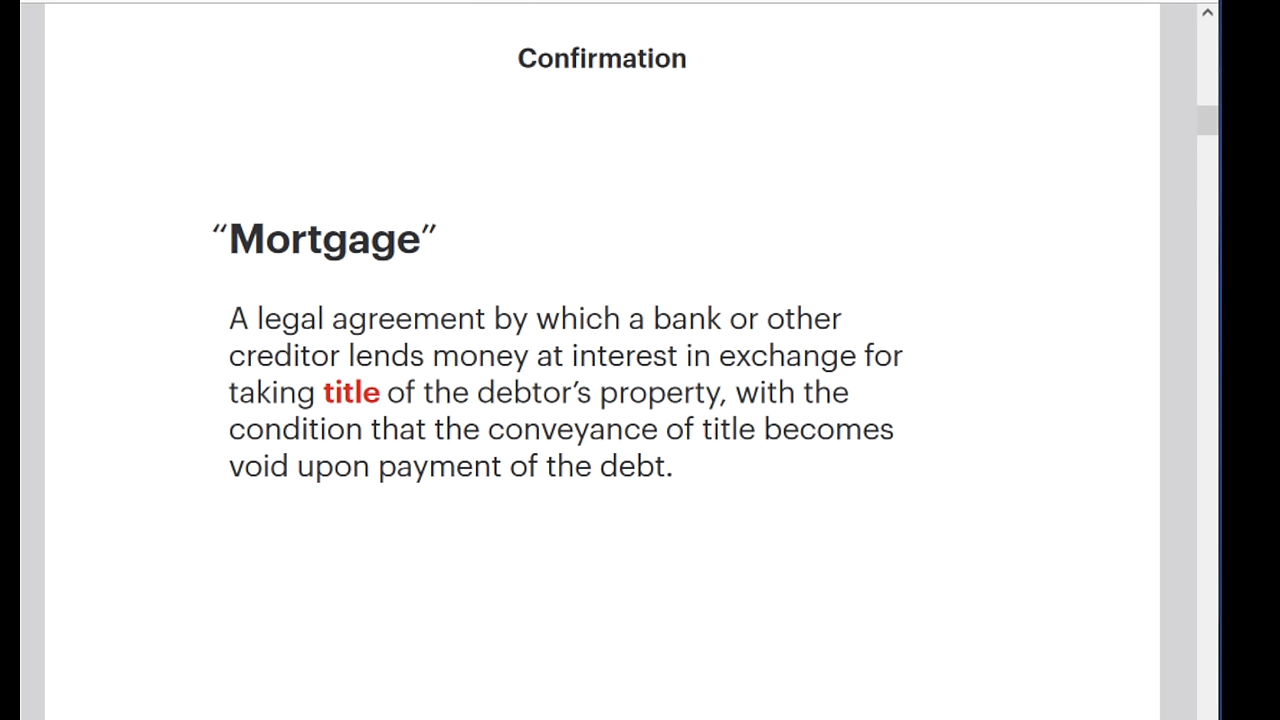 Confirmation
“Mortgage”
A legal agreement by which a bank or other
creditor lends money at interest in exchange for
taking title of the debtor’s property, with the
condition that the conveyance of title becomes
void upon payment of the debt.